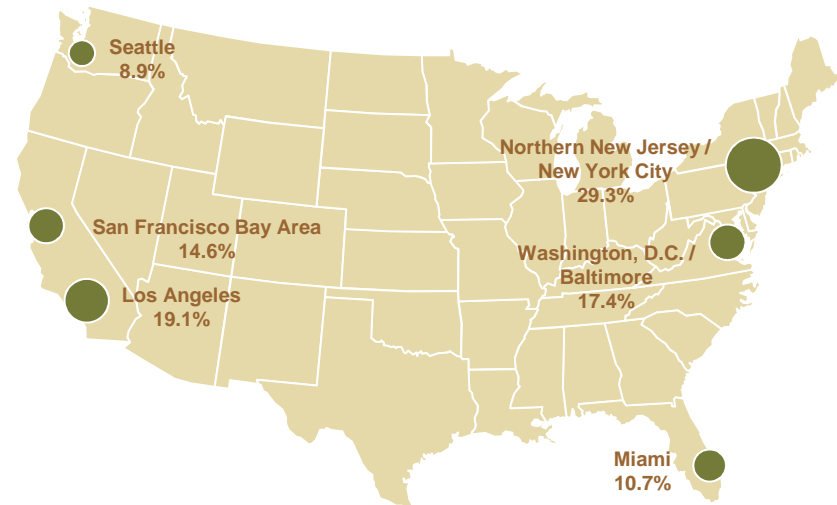 Seattle
8.9%
Northern New Jersey /
New York City
29.3%
San Francisco Bay Area
14.6%
Washington, D.C. /
Baltimore
17.4%
Los Angeles
19.1%
Miami
10.7%